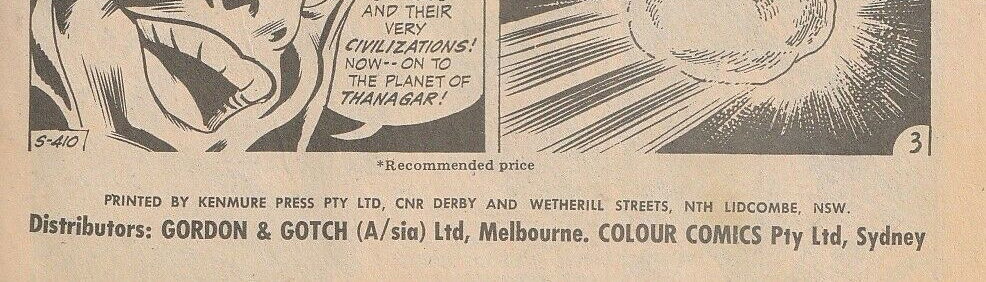 AND THEIR
VERY
CIVILIZATIONS!
NOW--ON TO
THE PLANET OF
THANAGAR!
S-410
3
*Recommended price
PRINTED BY KENMURE PRESS PTY LTD, CNR DERBY AND WETHERILL STREETS, NTH LIDCOMBE, NSW.
Distributors: GORDON & GOTCH (A/sia) Ltd, Melbourne. COLOUR COMICS Pty Ltd, Sydney